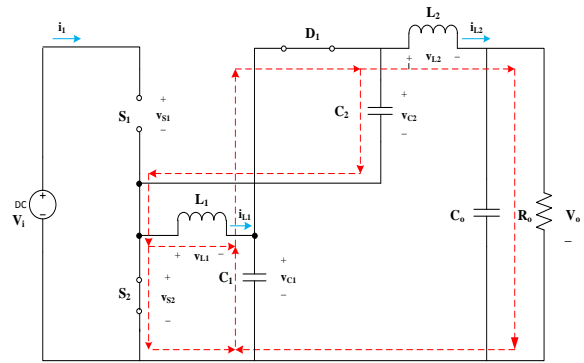 i1
D1
L2
iL2
+
vL2
−
S1
+
vS1
−
C2
+
vC2
−
DC
Vi
+
−
L1
iL1
+
vL1
−
Co
Ro
Vo
−
S2
+
vS2
−
C1
+
vC1
−